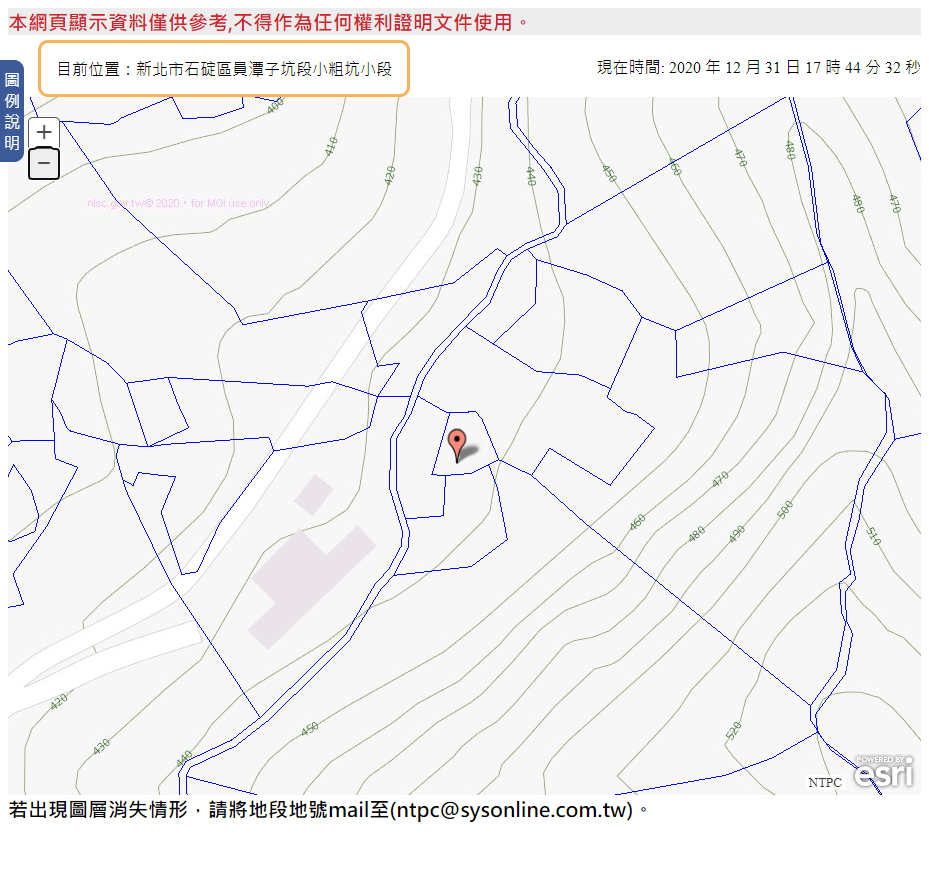 本網頁顯示資料僅供參考,不得作為任何權利證明文件使用。
目前位置：新北市石碇區員潭子坑段小粗坑小段
現在時間: 2020 年 12 月 31 日 17 時 44 分 32 秒
圖例說明
+
−
400
410
420
430
440
450
460
470
480
480
470
nlsc.gov.tw© 2020，for MOI use only
470
460
480
490
500
510
420
430
440
450
520
POWERED BY
esri
NTPC
若出現圖層消失情形，請將地段地號mail至(ntpc@sysonline.com.tw)。